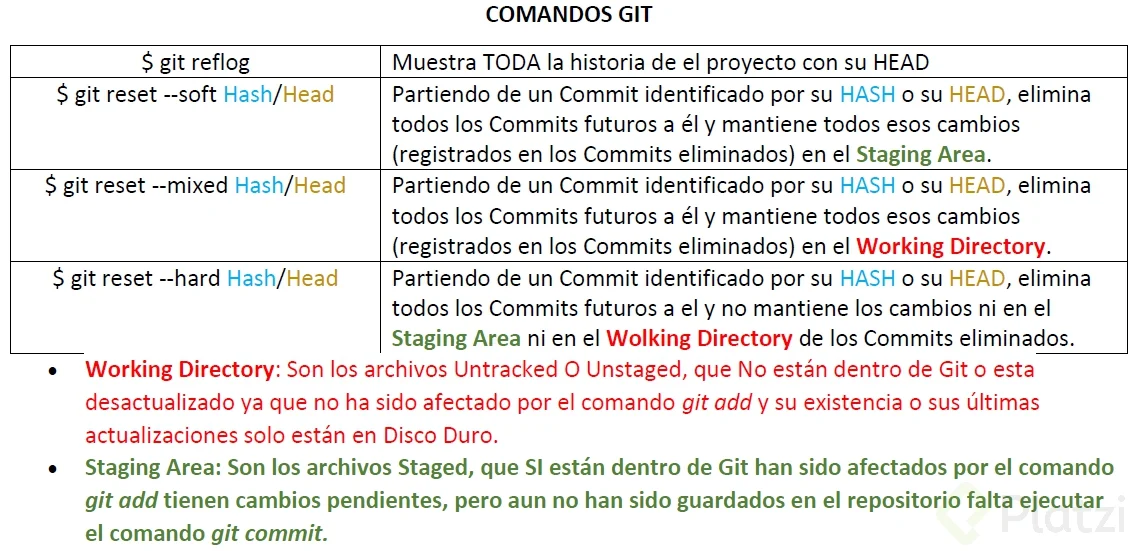 COMANDOS GIT
$ git reflog
Muestra TODA la historia de el proyecto con su HEAD
$ git reset --soft Hash/Head
Partiendo de un Commit identificado por su HASH o su HEAD, elimina
todos los Commits futuros a él y mantiene todos esos cambios
(registrados en los Commits eliminados) en el Staging Area.
$ git reset --mixed Hash/Head
Partiendo de un Commit identificado por su HASH o su HEAD, elimina
todos los Commits futuros a él y mantiene todos esos cambios
(registrados en los Commits eliminados) en el Working Directory.
$ git reset --hard Hash/Head
Partiendo de un Commit identificado por su HASH o su HEAD, elimina
todos los Commits futuros a el y no mantiene los cambios ni en el
Staging Area ni en el Wolking Directory de los Commits eliminados.
• Working Directory: Son los archivos Untracked O Unstaged, que No están dentro de Git o esta
desactualizado ya que no ha sido afectado por el comando git add y su existencia o sus últimas
actualizaciones solo están en Disco Duro.
• Staging Area: Son los archivos Staged, que SI están dentro de Git han sido afectados por el comando
git add tienen cambios pendientes, pero aun no han sido guardados en el repositorio falta ejecutar
el comando git commit.
Platzi